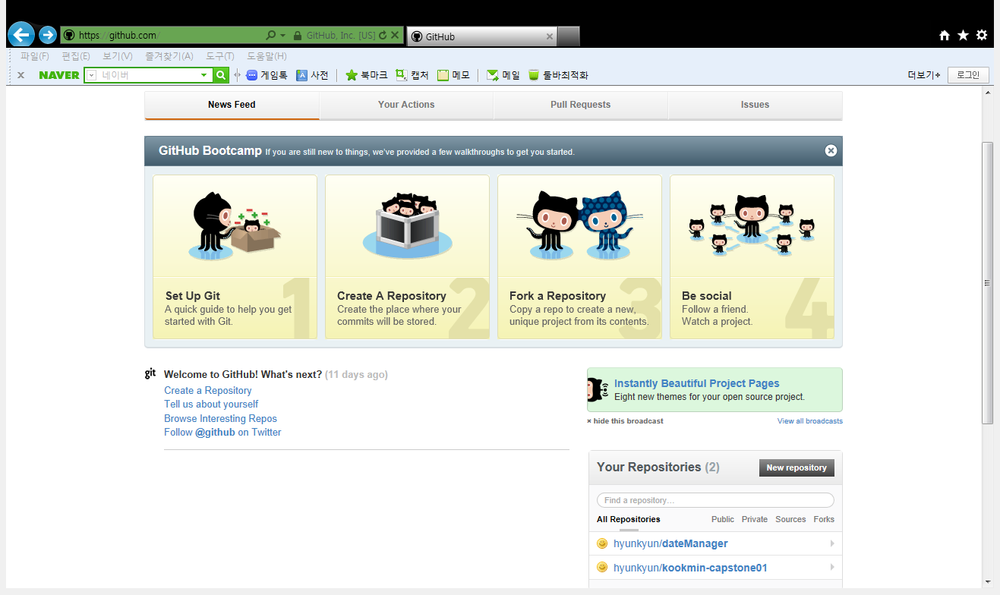 https://github.com/ GitHub, Inc. [US] GitHub
파일(F) 편집(E) 보기(V) 즐겨찾기(A) 도구(T) 도움말(H)
X NAVER 네이버 게임톡 사전 북마크 캡처 메모 메일 툴바최적화 더보기+ 로그인
News Feed Your Actions Pull Requests Issues
GitHub Bootcamp If you are still new to things, we've provided a few walkthroughs to get you started.
Set Up Git
A quick guide to help you get
started with Git.
1
Create A Repository
Create the place where your
commits will be stored.
2
Fork a Repository
Copy a repo to create a new,
unique project from its contents.
3
Be social
Follow a friend.
Watch a project.
4
git Welcome to GitHub! What's next? (11 days ago)
Create a Repository
Tell us about yourself
Browse Interesting Repos
Follow @github on Twitter
Instantly Beautiful Project Pages
Eight new themes for your open source project.
× hide this broadcast View all broadcasts
Your Repositories (2) New repository
Find a repository…
All Repositories Public Private Sources Forks
hyunkyun/dateManager
hyunkyun/kookmin-capstone01